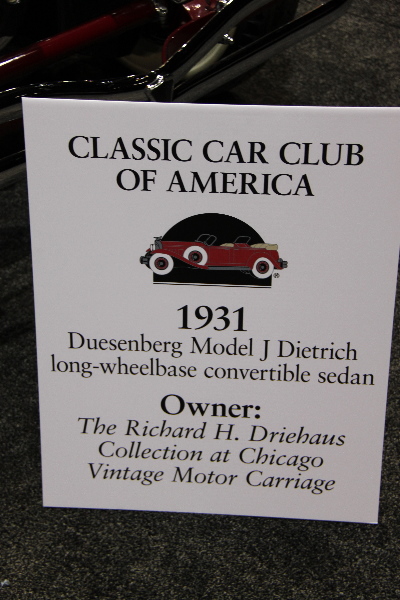 CLASSIC CAR CLUB
OF AMERICA
®
1931
Duesenberg Model J Dietrich
long-wheelbase convertible sedan
Owner:
The Richard H. Driehaus
Collection at Chicago
Vintage Motor Carriage